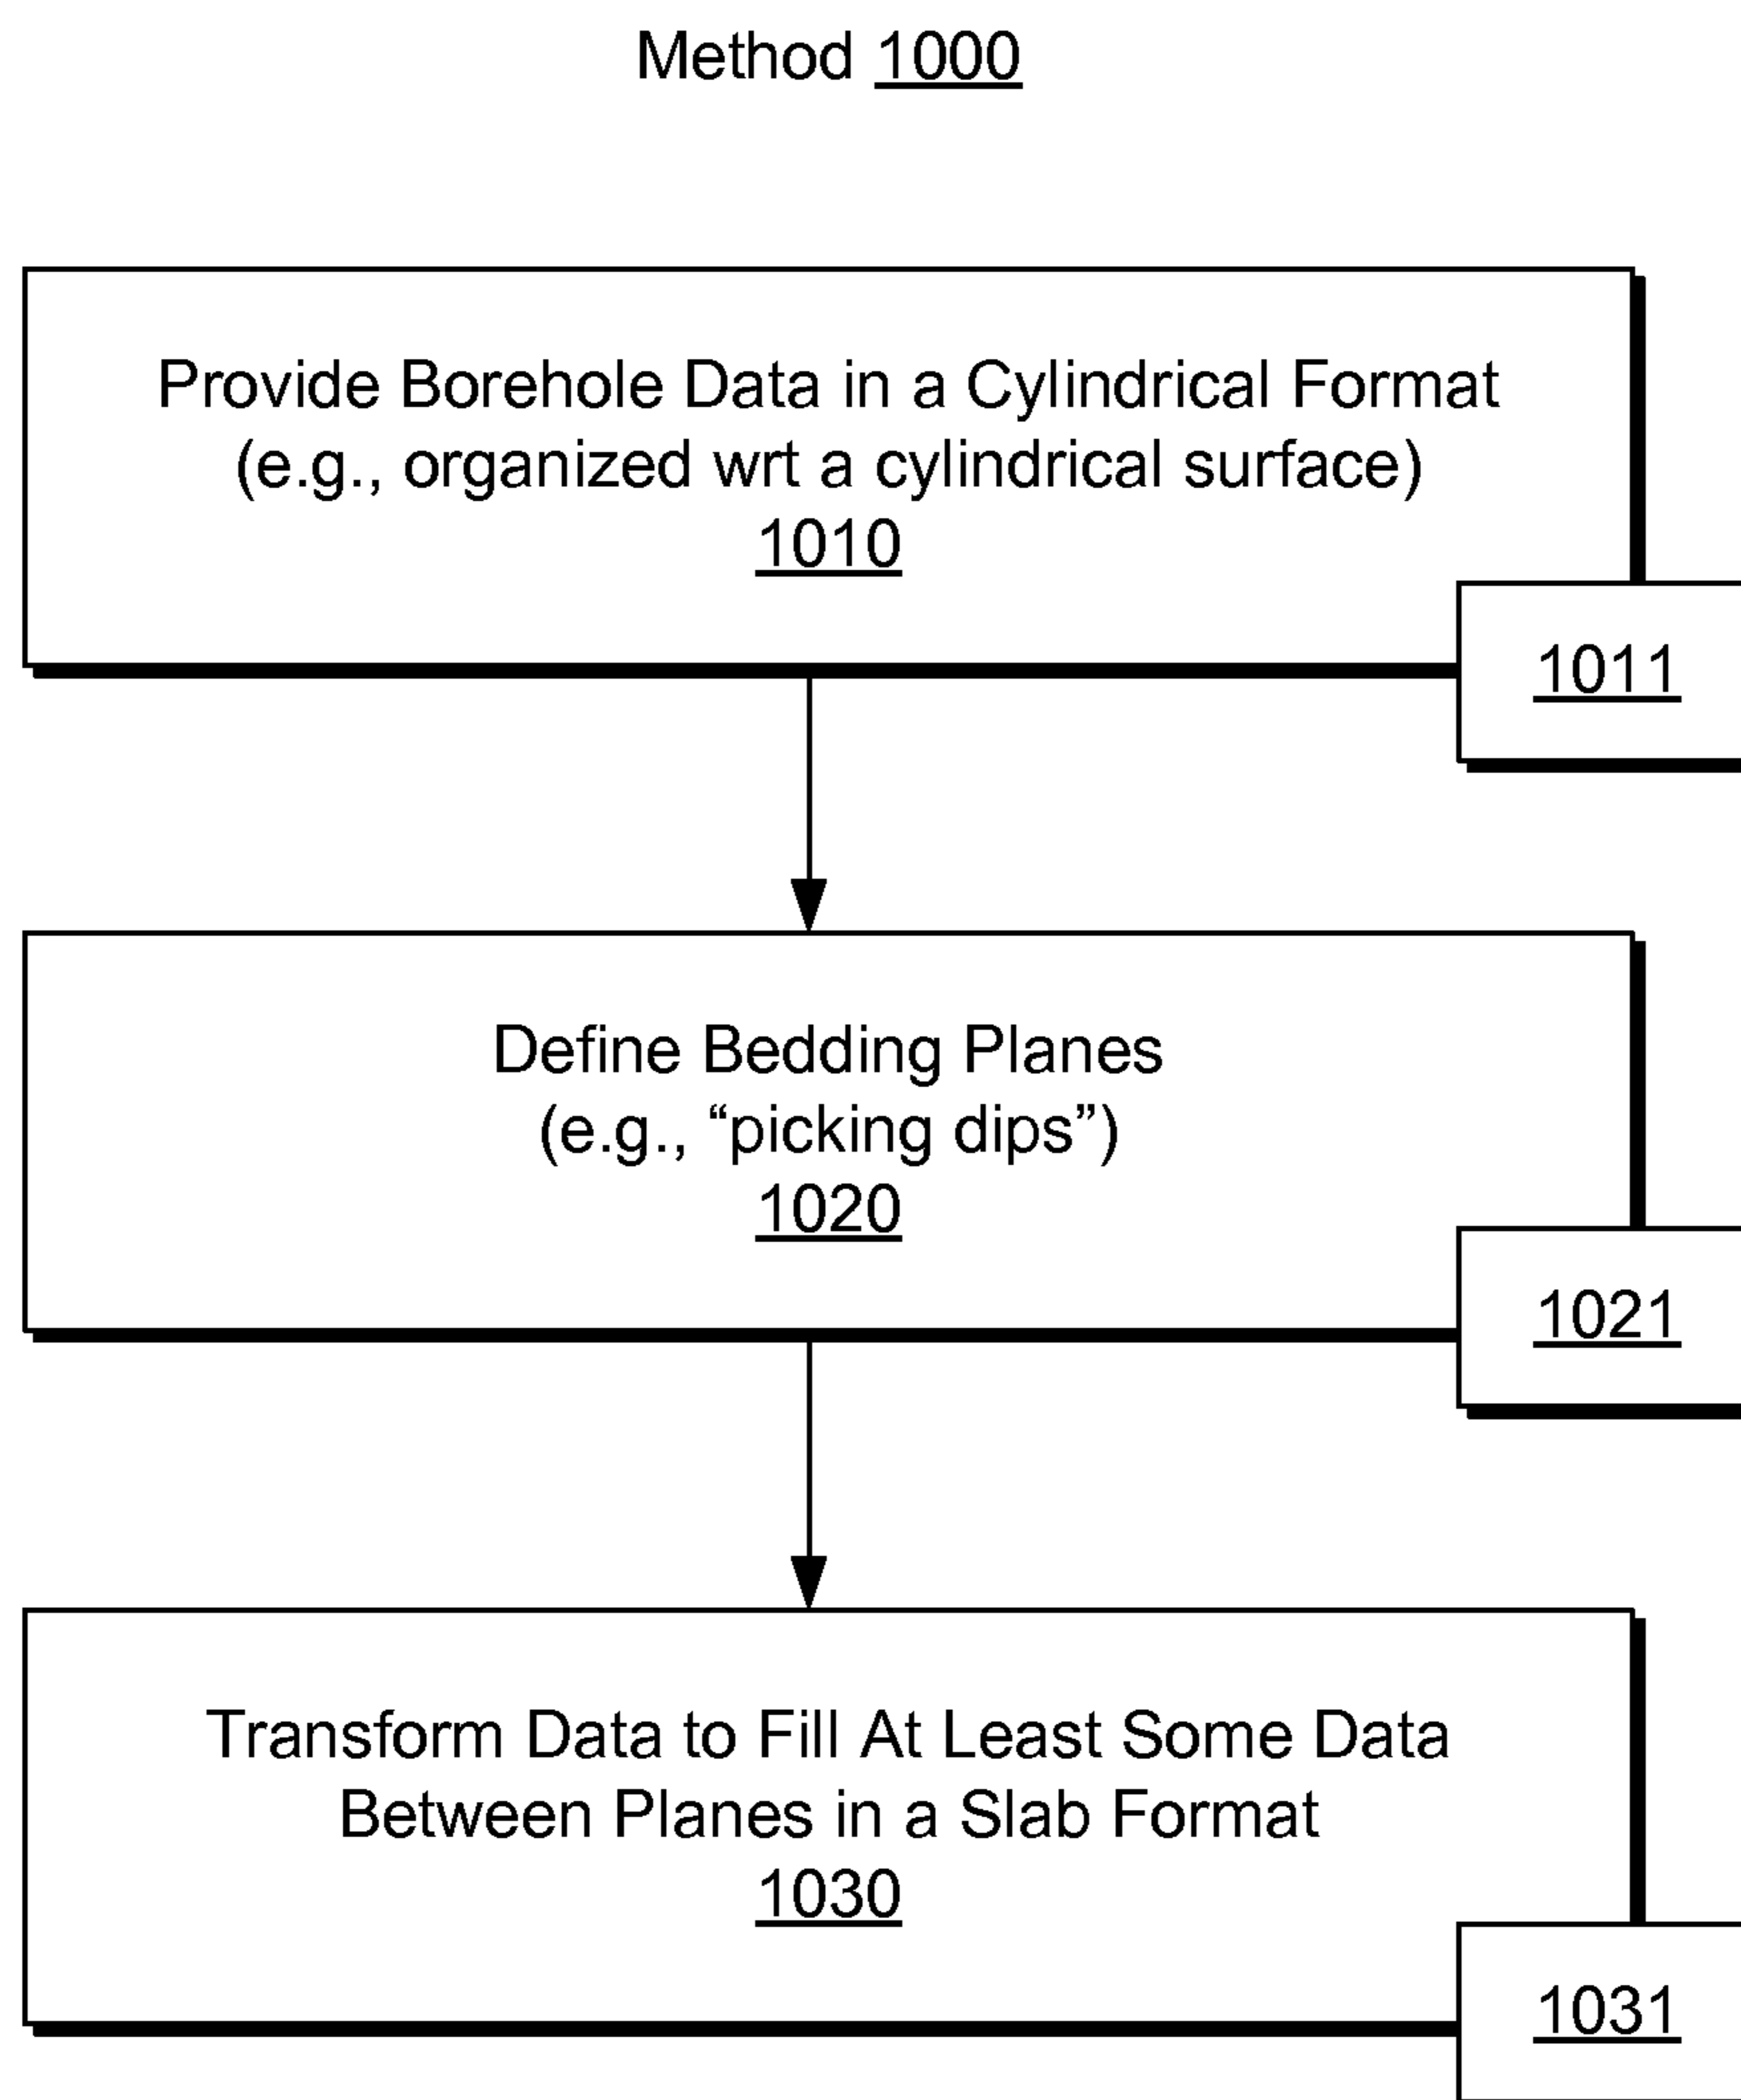 Method 1000
Provide Borehole Data in a Cylindrical Format
(e.g., organized wrt a cylindrical surface)
1010
1011
Define Bedding Planes
(e.g., “picking dips”)
1020
1021
Transform Data to Fill At Least Some Data
Between Planes in a Slab Format
1030
1031